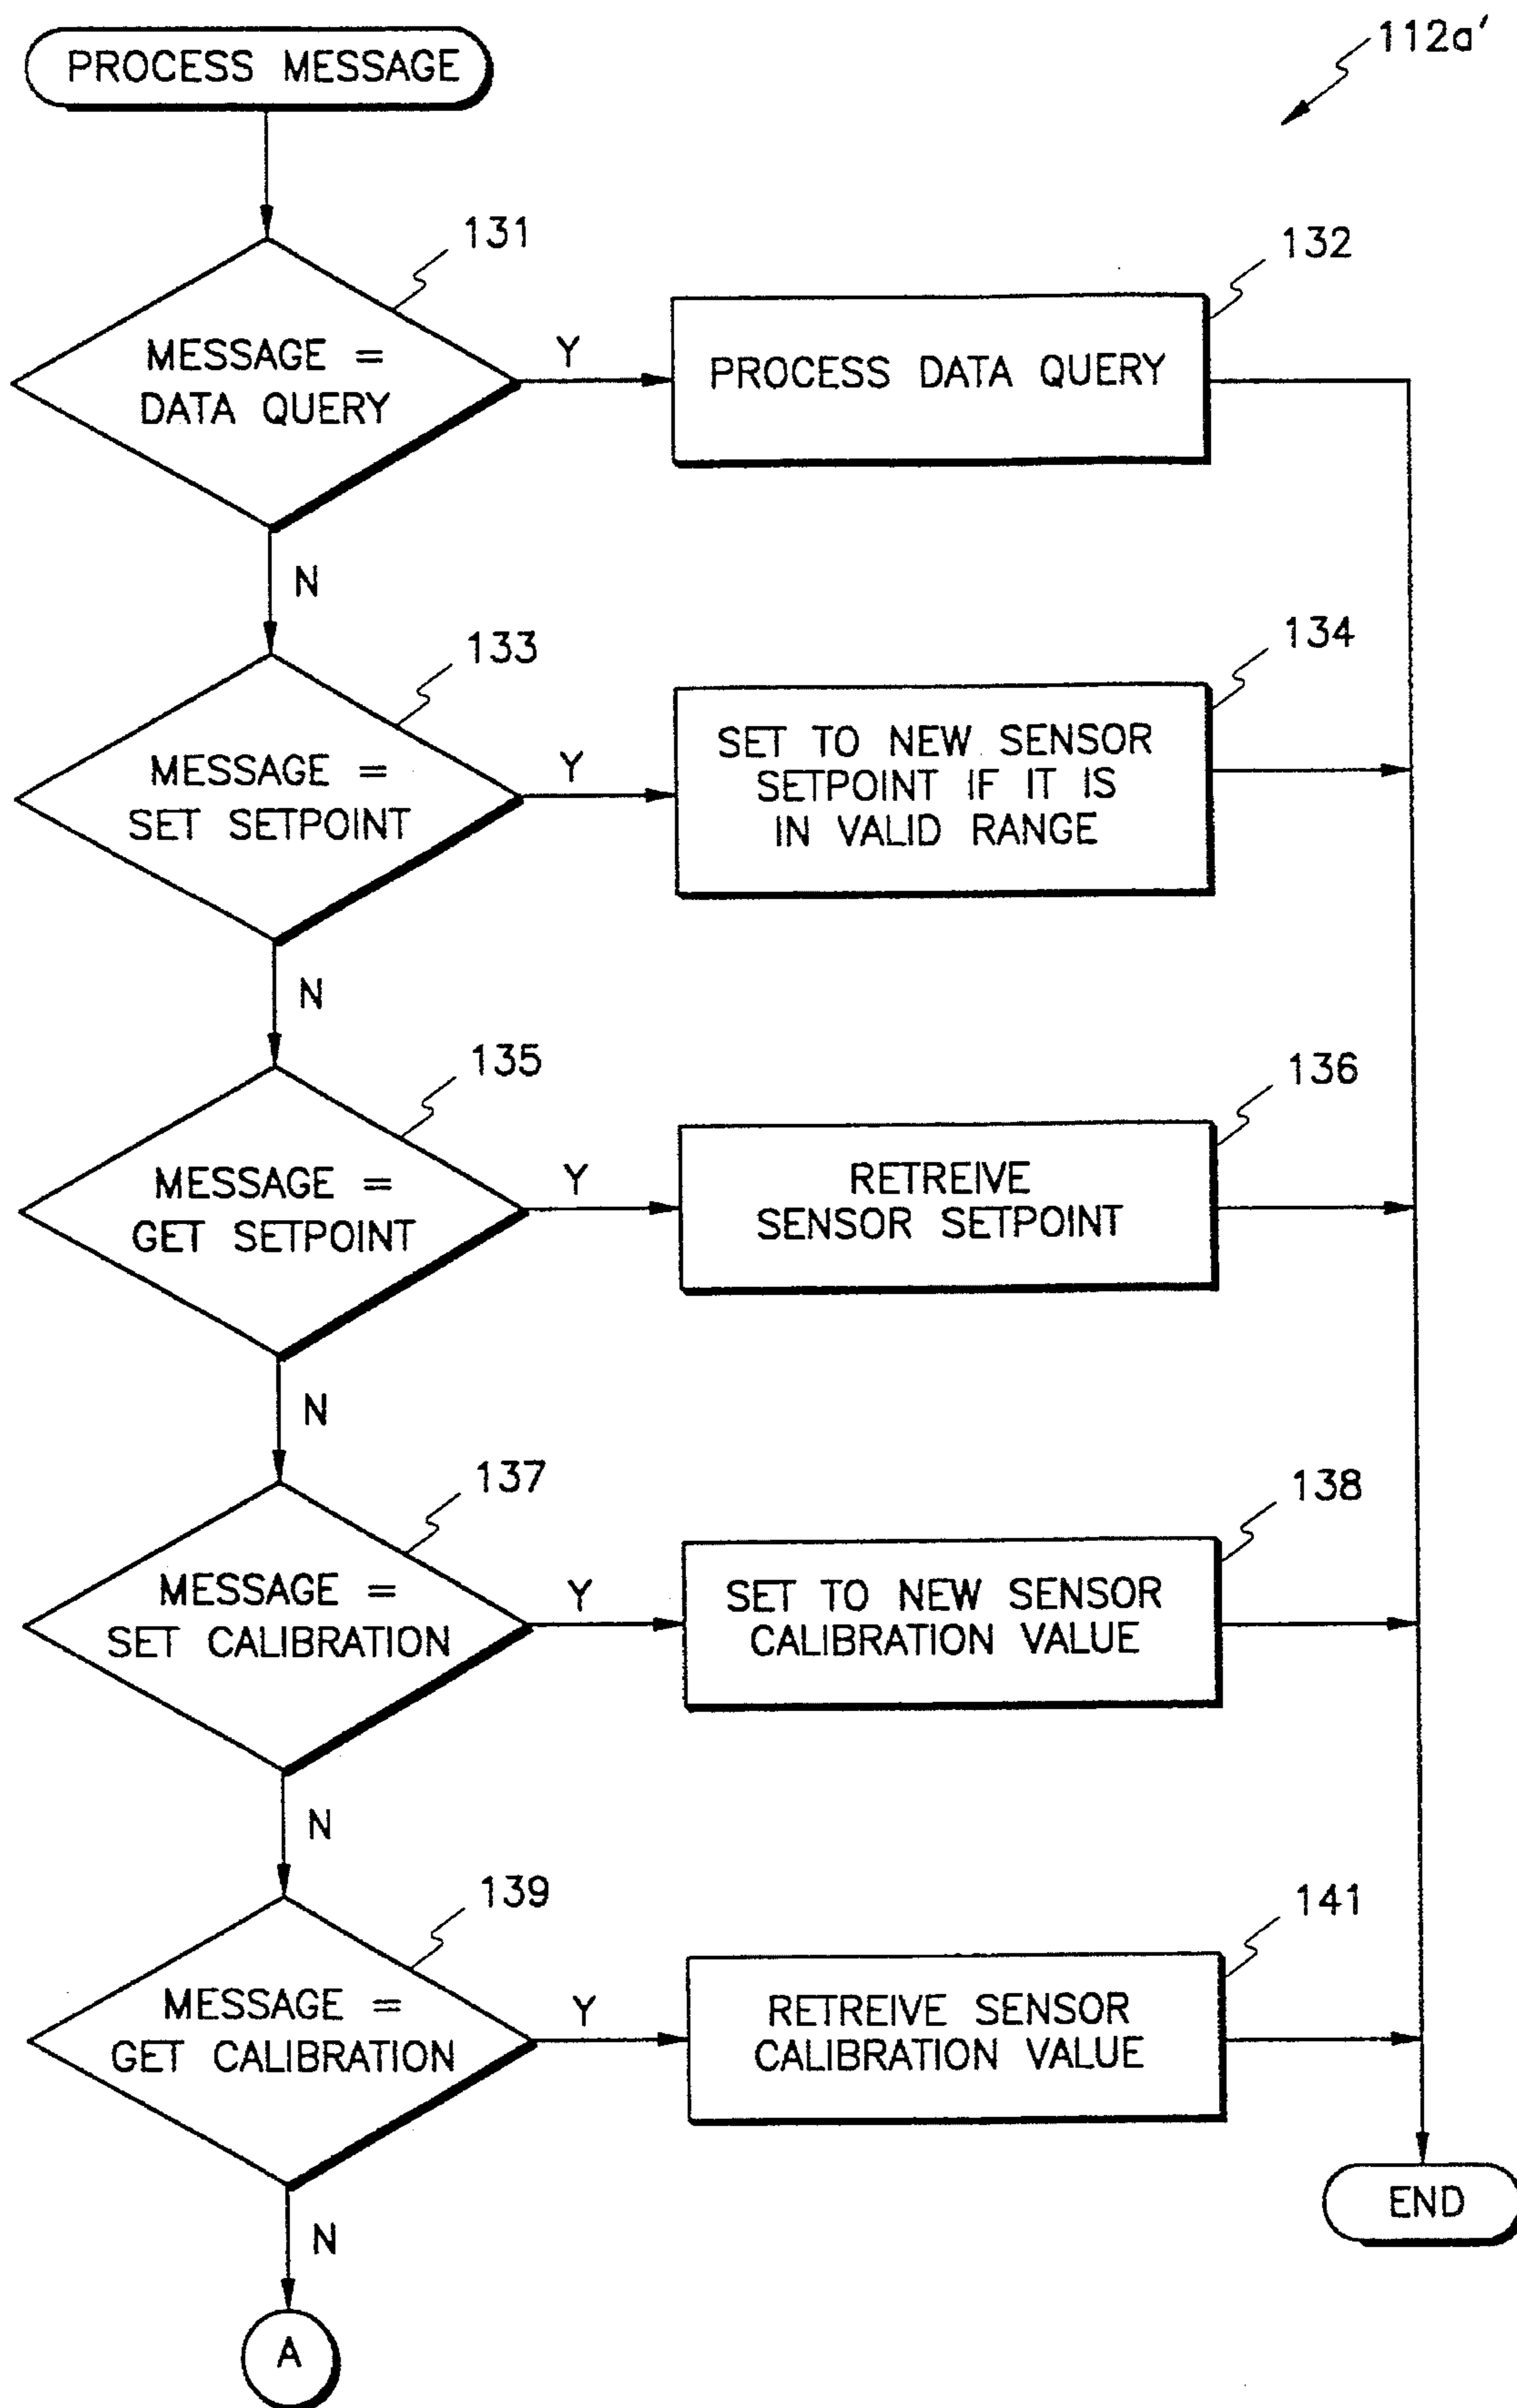 PROCESS MESSAGE
112a'
131
MESSAGE =
DATA QUERY
Y
132
PROCESS DATA QUERY
N
133
MESSAGE =
SET SETPOINT
Y
134
SET TO NEW SENSOR
SETPOINT IF IT IS
IN VALID RANGE
N
135
MESSAGE =
GET SETPOINT
Y
136
RETREIVE
SENSOR SETPOINT
N
137
MESSAGE =
SET CALIBRATION
Y
138
SET TO NEW SENSOR
CALIBRATION VALUE
N
139
MESSAGE =
GET CALIBRATION
Y
141
RETREIVE SENSOR
CALIBRATION VALUE
END
N
A